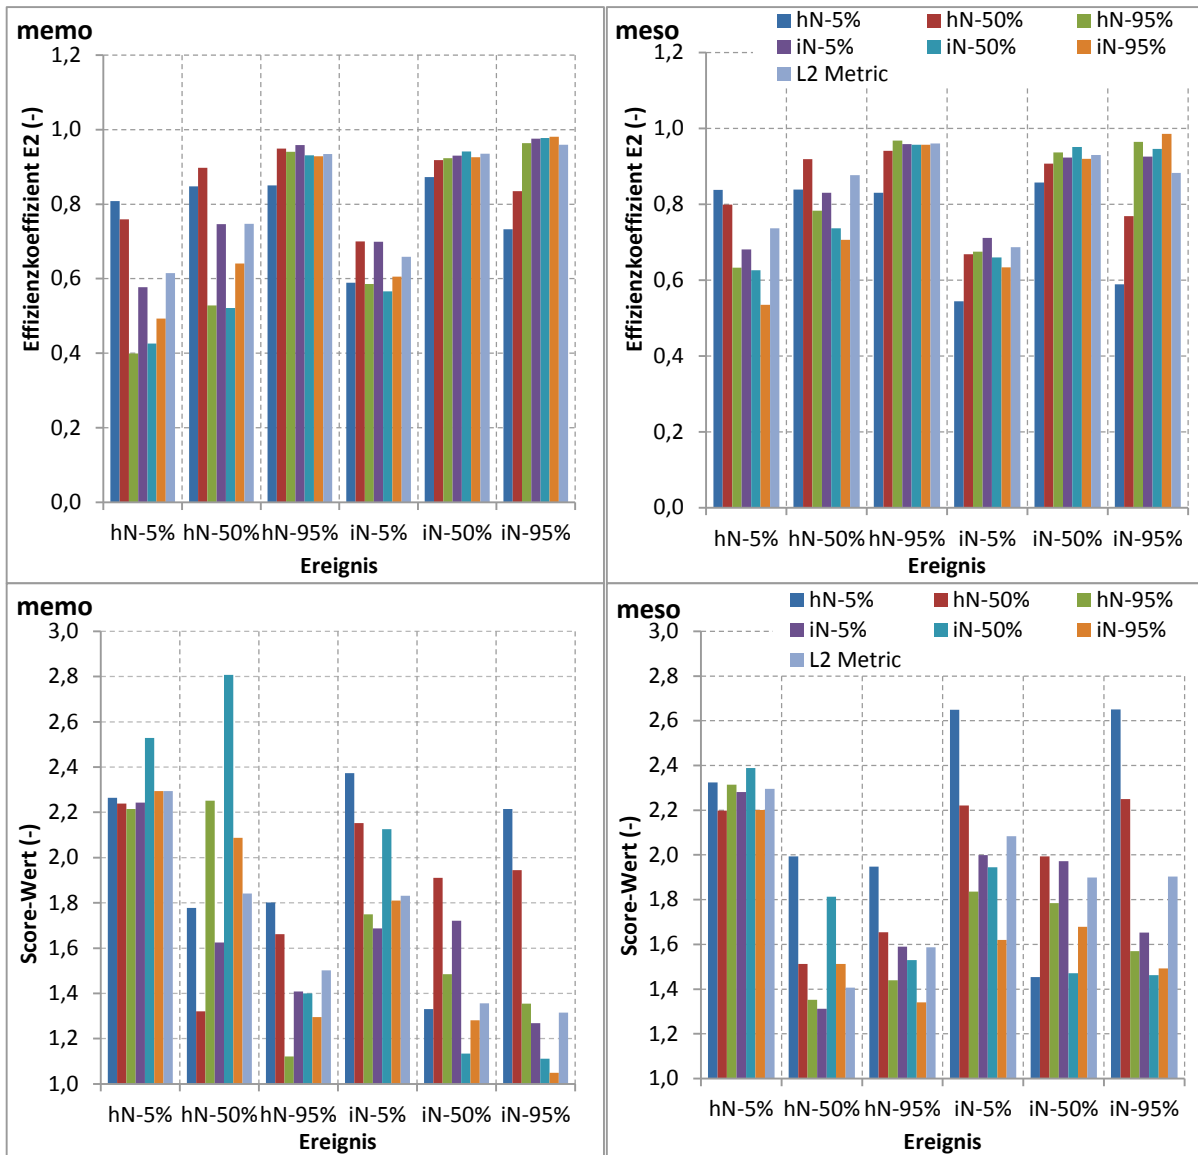 memo
1,2
1,0
0,8
0,6
0,4
0,2
0,0
Effizienzkoeffizient E2 (-)
hN-5% hN-50% hN-95% iN-5% iN-50% iN-95%
Ereignis
meso
hN-5% hN-50% hN-95%
iN-5% iN-50% iN-95%
L2 Metric
1,2
1,0
0,8
0,6
0,4
0,2
0,0
Effizienzkoeffizient E2 (-)
hN-5% hN-50% hN-95% iN-5% iN-50% iN-95%
Ereignis
memo
3,0
2,8
2,6
2,4
2,2
2,0
1,8
1,6
1,4
1,2
1,0
Score-Wert (-)
hN-5% hN-50% hN-95% iN-5% iN-50% iN-95%
Ereignis
meso
hN-5% hN-50% hN-95%
iN-5% iN-50% iN-95%
L2 Metric
3,0
2,8
2,6
2,4
2,2
2,0
1,8
1,6
1,4
1,2
1,0
Score-Wert (-)
hN-5% hN-50% hN-95% iN-5% iN-50% iN-95%
Ereignis